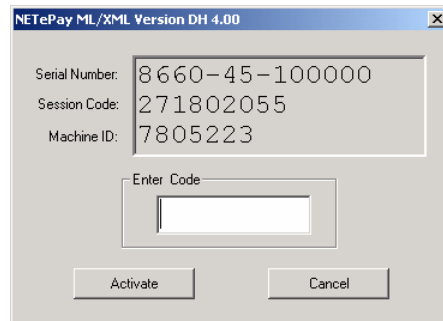 NETePay ML/XML Version DH 4.00
Serial Number: 8660-45-100000
Session Code: 271802055
Machine ID: 7805223
Enter Code
Activate Cancel